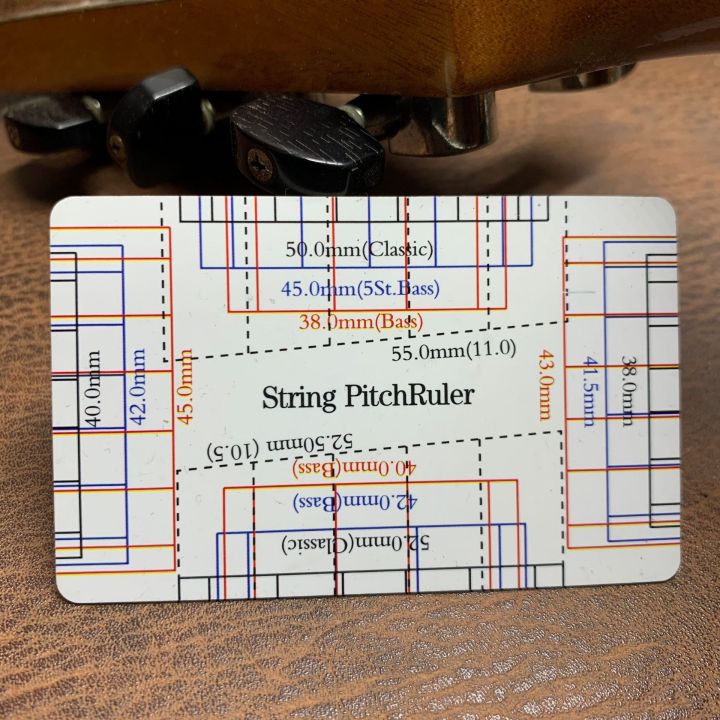 50.0mm(Classic)
45.0mm(5St.Bass)
38.0mm(Bass)
55.0mm(11.0)
40.0mm
42.0mm
45.0mm
43.0mm
41.5mm
38.0mm
String PitchRuler
52.50mm (10.5)
40.0mm(Bass)
42.0mm(Bass)
52.0mm(Classic)